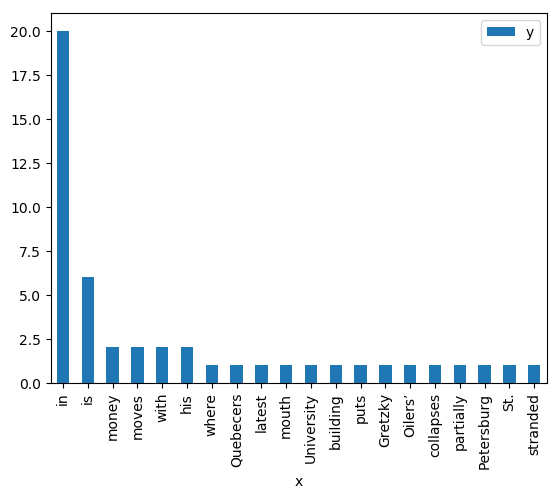 y
20.0
17.5
15.0
12.5
10.0
7.5
5.0
2.5
0.0
in
is
money
moves
with
his
where
Quebecers
latest
mouth
University
building
puts
Gretzky
Oilers’
collapses
partially
Petersburg
St.
stranded
x